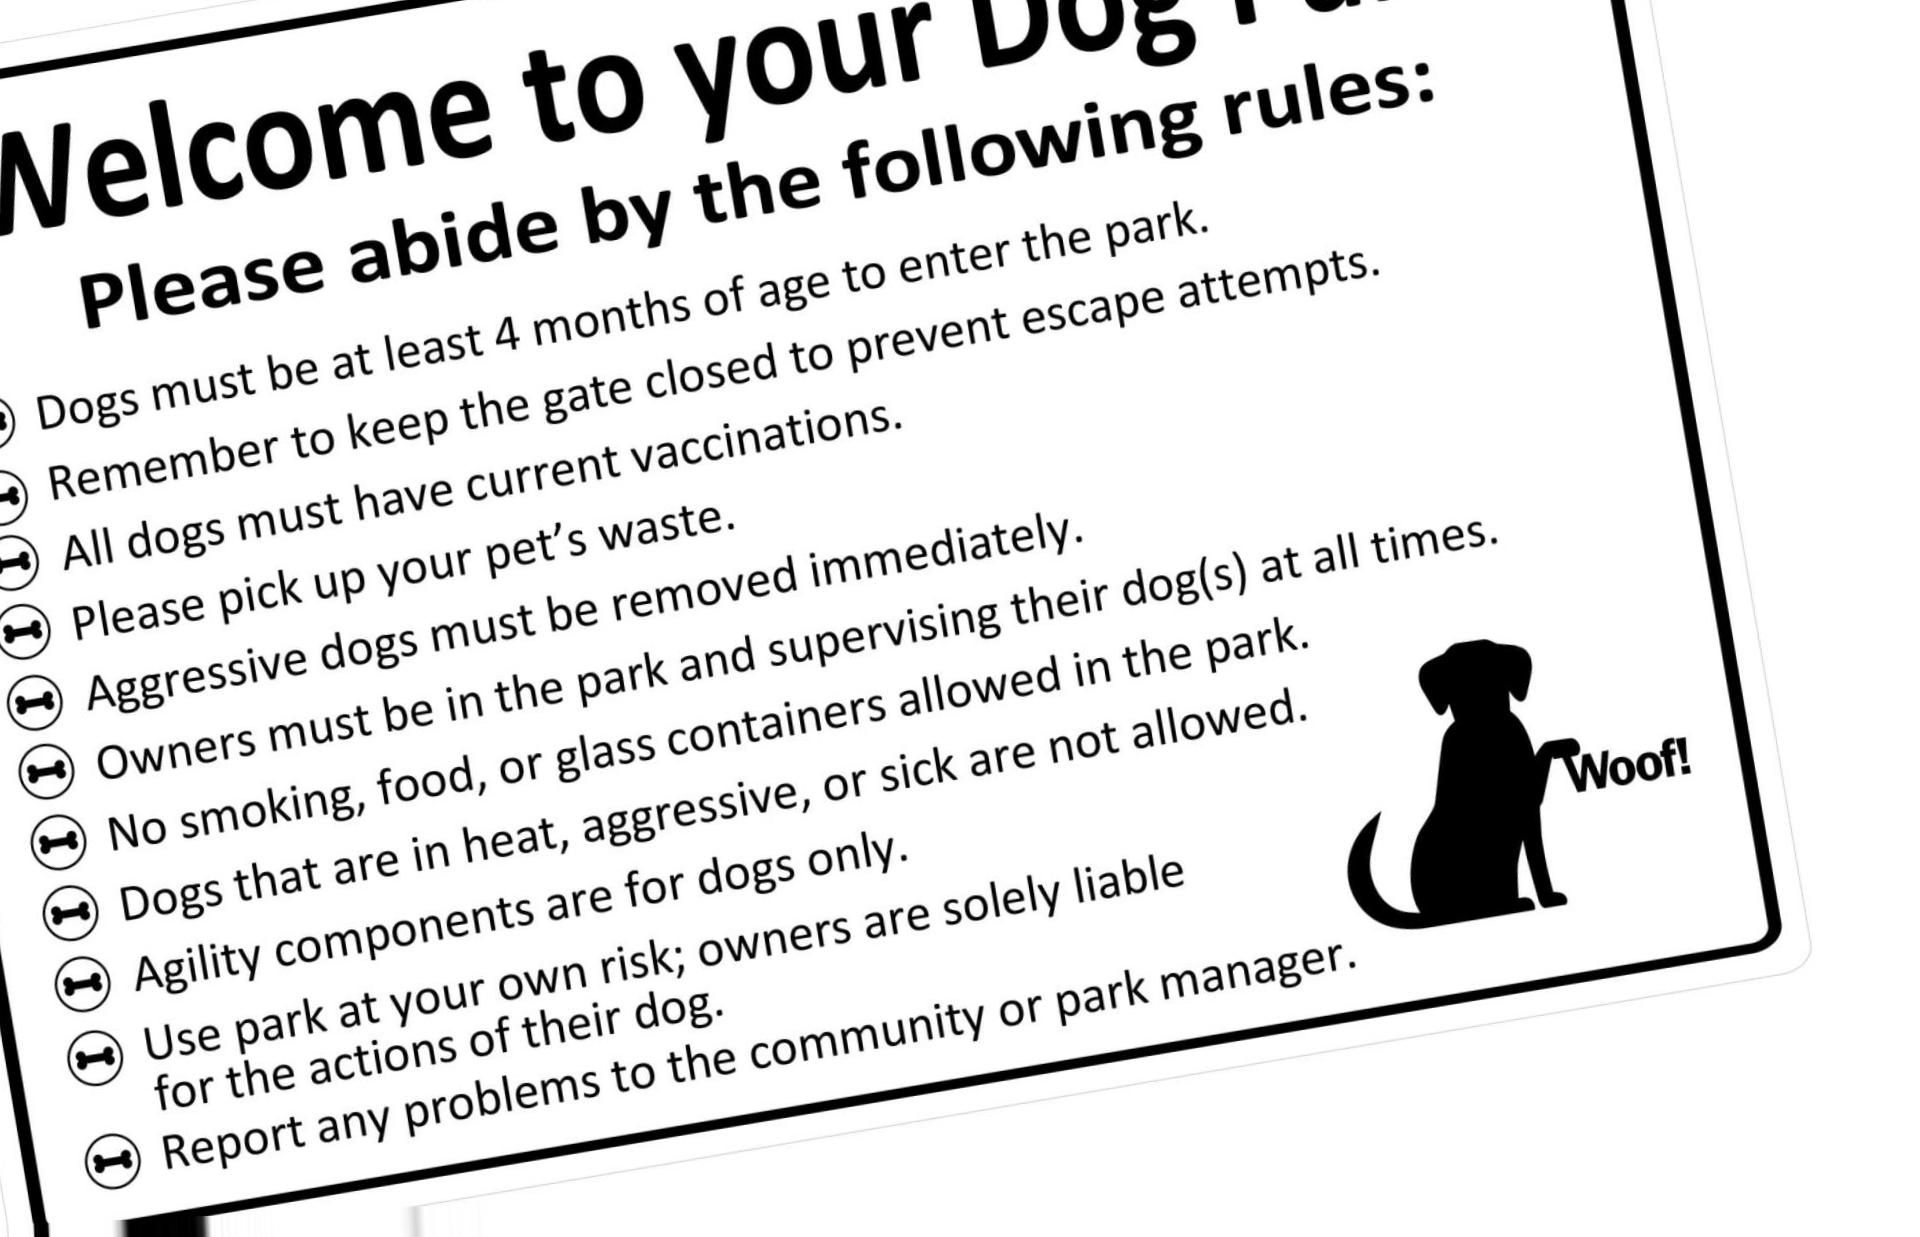 Welcome to your Dog
Please abide by the following rules:
Dogs must be at least 4 months of age to enter the park.
Remember to keep the gate closed to prevent escape attempts.
All dogs must have current vaccinations.
Please pick up your pet's waste.
Aggressive dogs must be removed immediately.
Owners must be in the park and supervising their dog(s) at all times.
No smoking, food, or glass containers allowed in the park.
Dogs that are in heat, aggressive, or sick are not allowed.
Agility components are for dogs only.
Use park at your own risk; owners are solely liable
for the actions of their dog.
Report any problems to the community or park manager.
Woof!